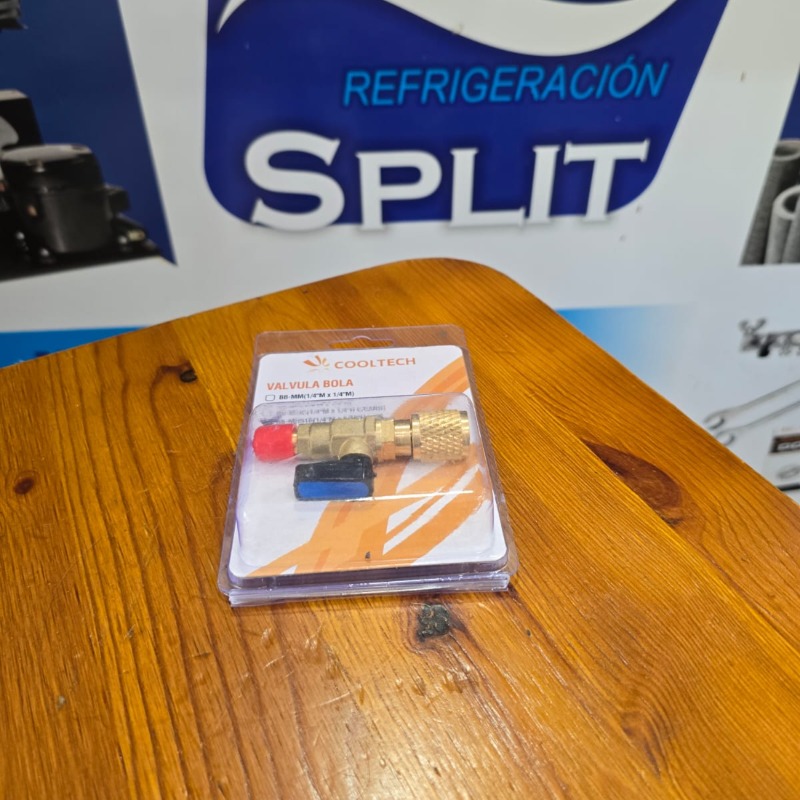 REFRIGERACIÓN
SPLIT
COOLTECH
VALVULA BOLA
BB-MM(1/4"M x 1/4"M)